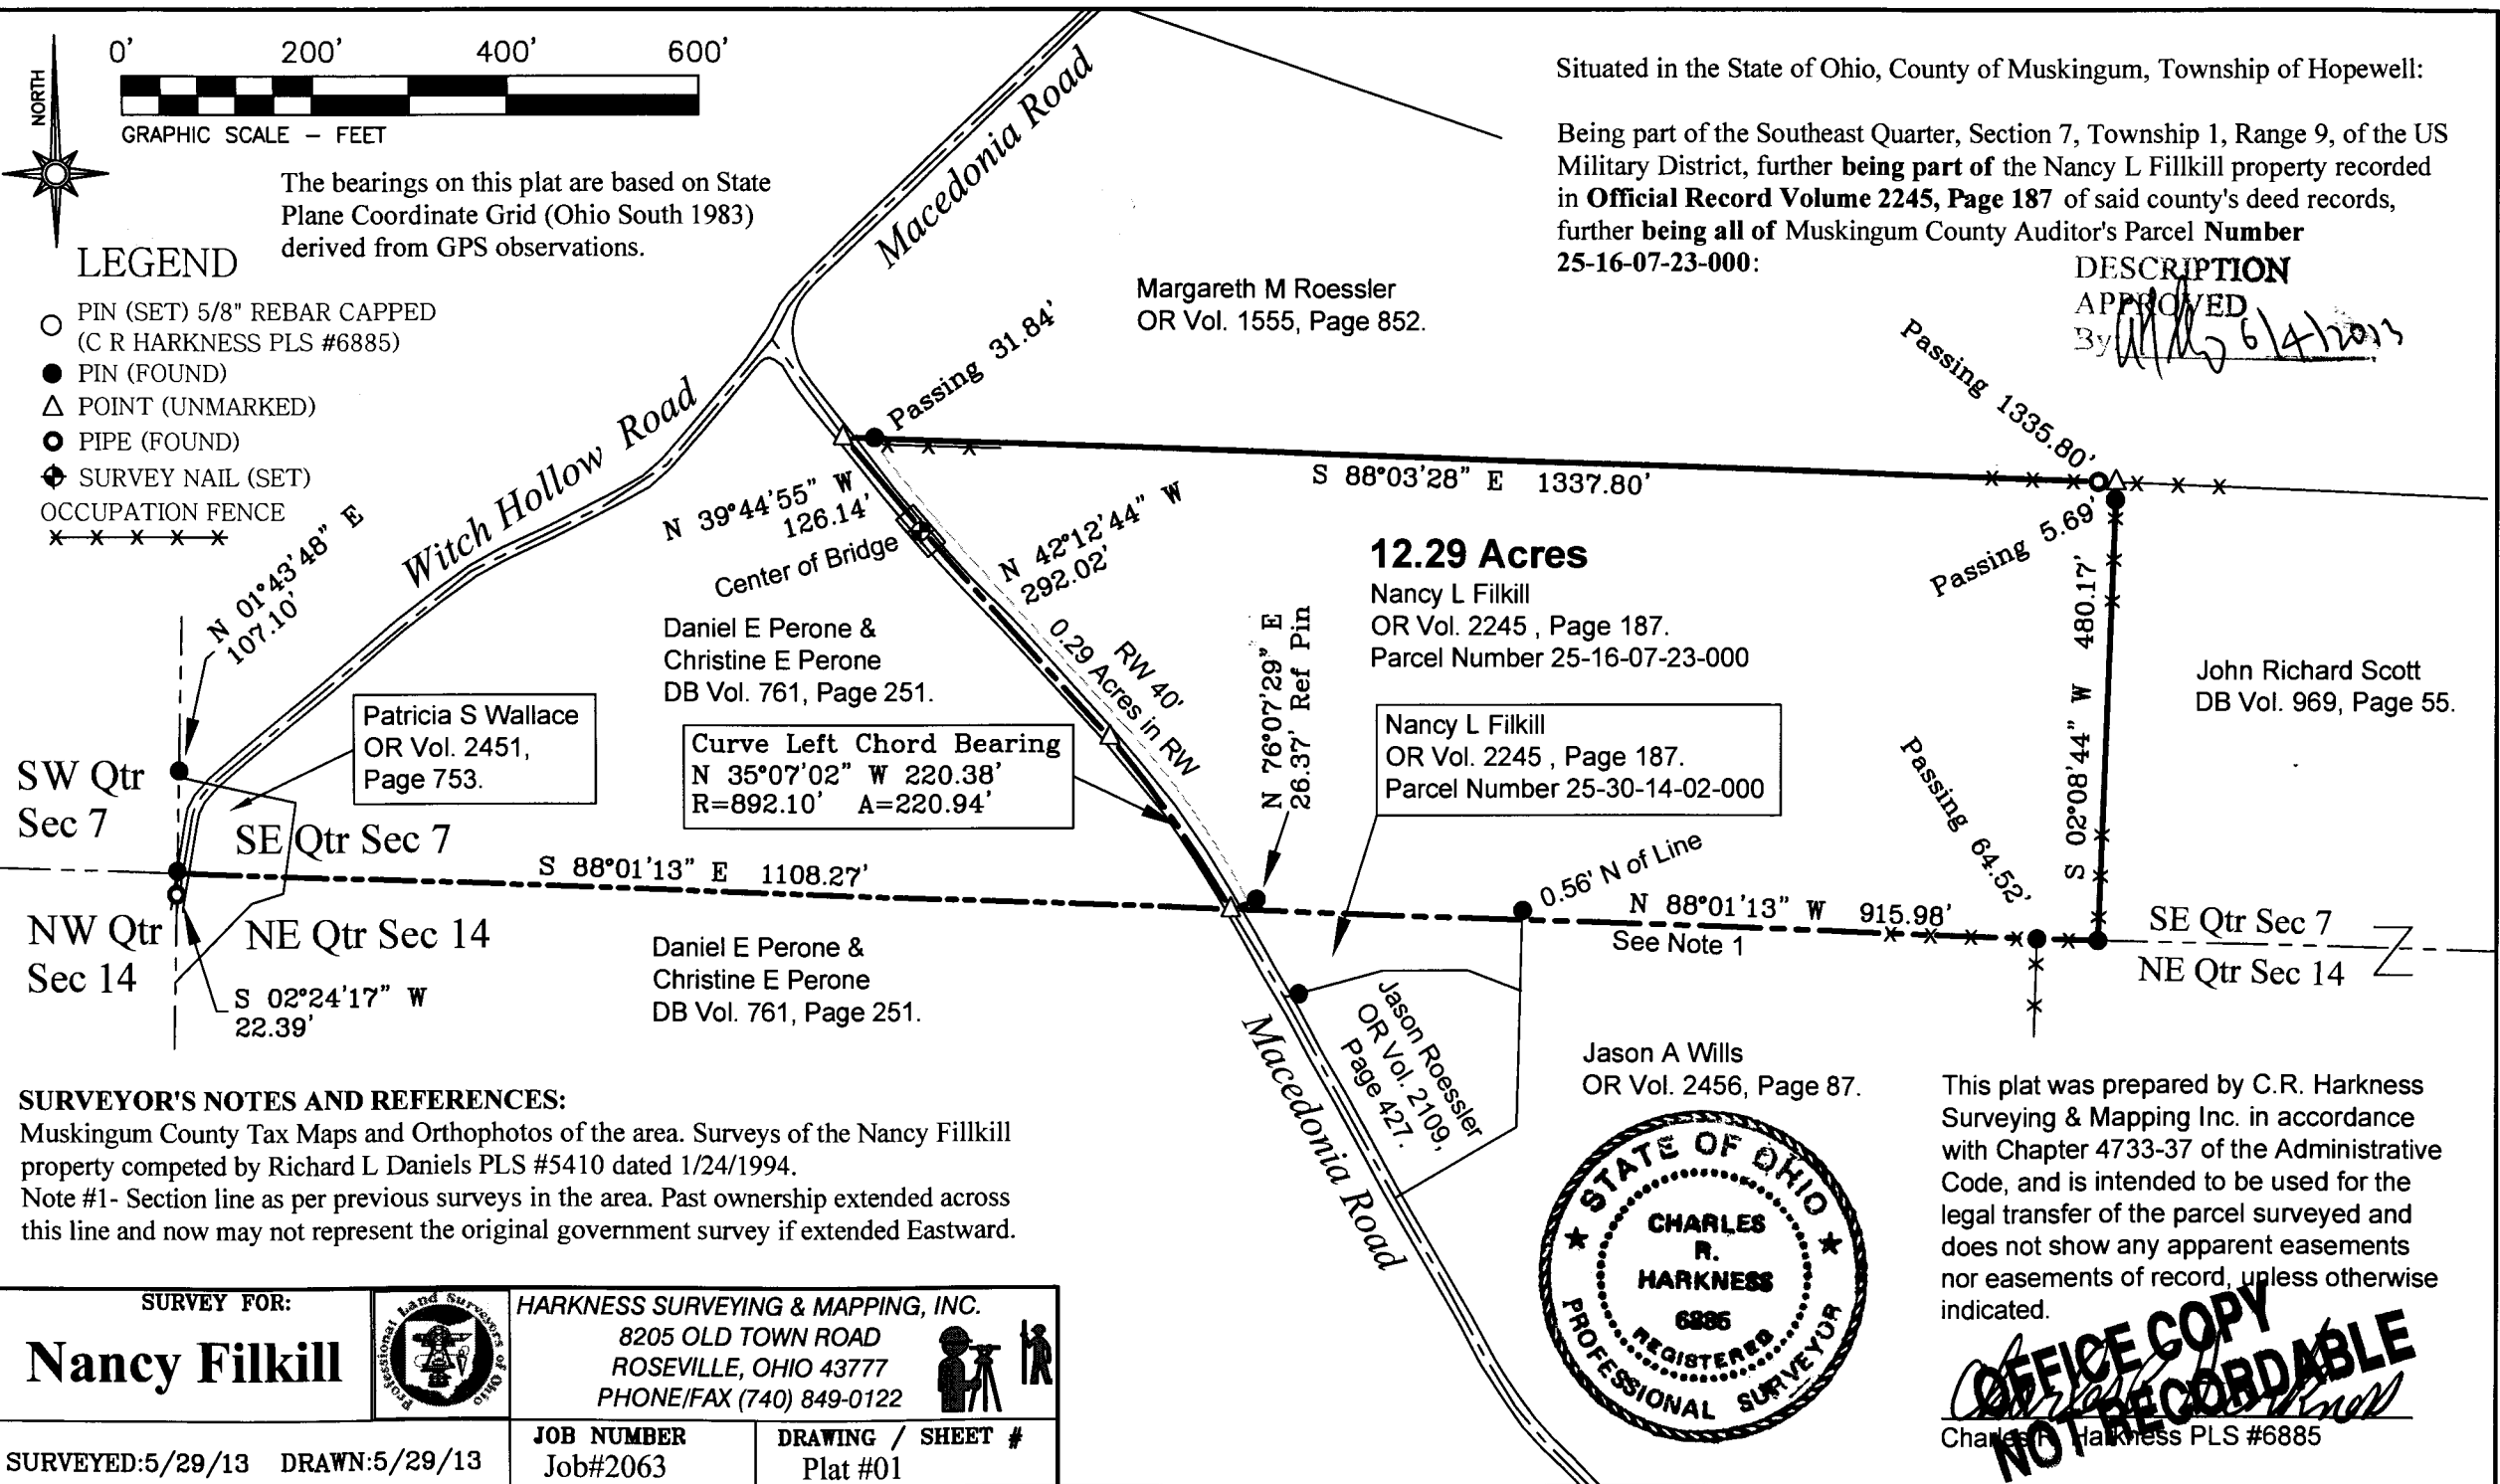 0' 200' 400' 600'
GRAPHIC SCALE – FEET
NORTH
The bearings on this plat are based on State
Plane Coordinate Grid (Ohio South 1983)
derived from GPS observations.
LEGEND
PIN (SET) 5/8" REBAR CAPPED
(C R HARKNESS PLS #6885)
PIN (FOUND)
POINT (UNMARKED)
PIPE (FOUND)
SURVEY NAIL (SET)
OCCUPATION FENCE
Situated in the State of Ohio, County of Muskingum, Township of Hopewell:
Being part of the Southeast Quarter, Section 7, Township 1, Range 9, of the US
Military District, further being part of the Nancy L Fillkill property recorded
in Official Record Volume 2245, Page 187 of said county's deed records,
further being all of Muskingum County Auditor's Parcel Number
25-16-07-23-000:
DESCRIPTION
APPROVED
By 6/4/2013
Macedonia Road
Witch Hollow Road
Margareth M Roessler
OR Vol. 1555, Page 852.
Passing 31.84'
Passing 1335.80'
S 88°03'28" E 1337.80'
Passing 5.69'
S 02°08'44" W 480.17'
N 39°44'55" W
126.14'
Center of Bridge
N 42°12'44" W
292.02'
RW 40'
0.29 Acres in RW
12.29 Acres
Nancy L Filkill
OR Vol. 2245 , Page 187.
Parcel Number 25-16-07-23-000
John Richard Scott
DB Vol. 969, Page 55.
N 01°43'48" E
107.10'
Daniel E Perone &
Christine E Perone
DB Vol. 761, Page 251.
Patricia S Wallace
OR Vol. 2451,
Page 753.
Curve Left Chord Bearing
N 35°07'02" W 220.38'
R=892.10' A=220.94'
N 76°07'29" E
26.37' Ref Pin
Nancy L Filkill
OR Vol. 2245 , Page 187.
Parcel Number 25-30-14-02-000
Passing 64.52'
SW Qtr
Sec 7
SE Qtr Sec 7
S 88°01'13" E 1108.27'
0.56' N of Line
N 88°01'13" W 915.98'
See Note 1
SE Qtr Sec 7
NE Qtr Sec 14
NW Qtr
Sec 14
NE Qtr Sec 14
S 02°24'17" W
22.39'
Daniel E Perone &
Christine E Perone
DB Vol. 761, Page 251.
Macedonia Road
Jason Roessler
OR Vol. 2109,
Page 427.
Jason A Wills
OR Vol. 2456, Page 87.
SURVEYOR'S NOTES AND REFERENCES:
Muskingum County Tax Maps and Orthophotos of the area. Surveys of the Nancy Fillkill
property competed by Richard L Daniels PLS #5410 dated 1/24/1994.
Note #1- Section line as per previous surveys in the area. Past ownership extended across
this line and now may not represent the original government survey if extended Eastward.
STATE OF OHIO
CHARLES
R.
HARKNESS
6885
REGISTERED
PROFESSIONAL SURVEYOR
This plat was prepared by C.R. Harkness
Surveying & Mapping Inc. in accordance
with Chapter 4733-37 of the Administrative
Code, and is intended to be used for the
legal transfer of the parcel surveyed and
does not show any apparent easements
nor easements of record, unless otherwise
indicated.
OFFICE COPY
NOT RECORDABLE
Charles R Harkness PLS #6885
SURVEY FOR:
Nancy Filkill
Professional Land Surveyors of Ohio
HARKNESS SURVEYING & MAPPING, INC.
8205 OLD TOWN ROAD
ROSEVILLE, OHIO 43777
PHONE/FAX (740) 849-0122
SURVEYED:5/29/13 DRAWN:5/29/13
JOB NUMBER
Job#2063
DRAWING / SHEET #
Plat #01